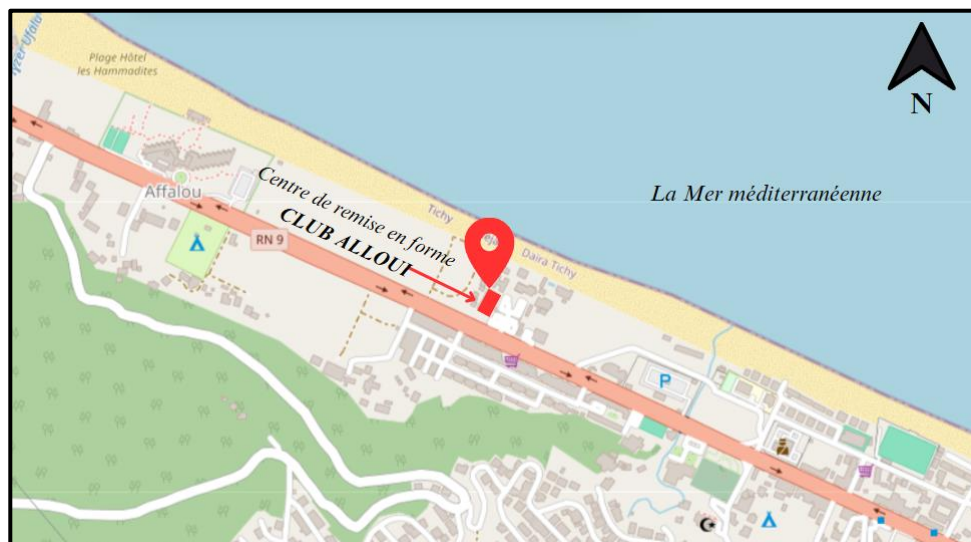 Plage Hôtel
les Hammadites
N
Affalou
Centre de remise en forme
CLUB ALLOUI
La Mer méditerranéenne
Tichy
Daïra Tichy
RN 9
P